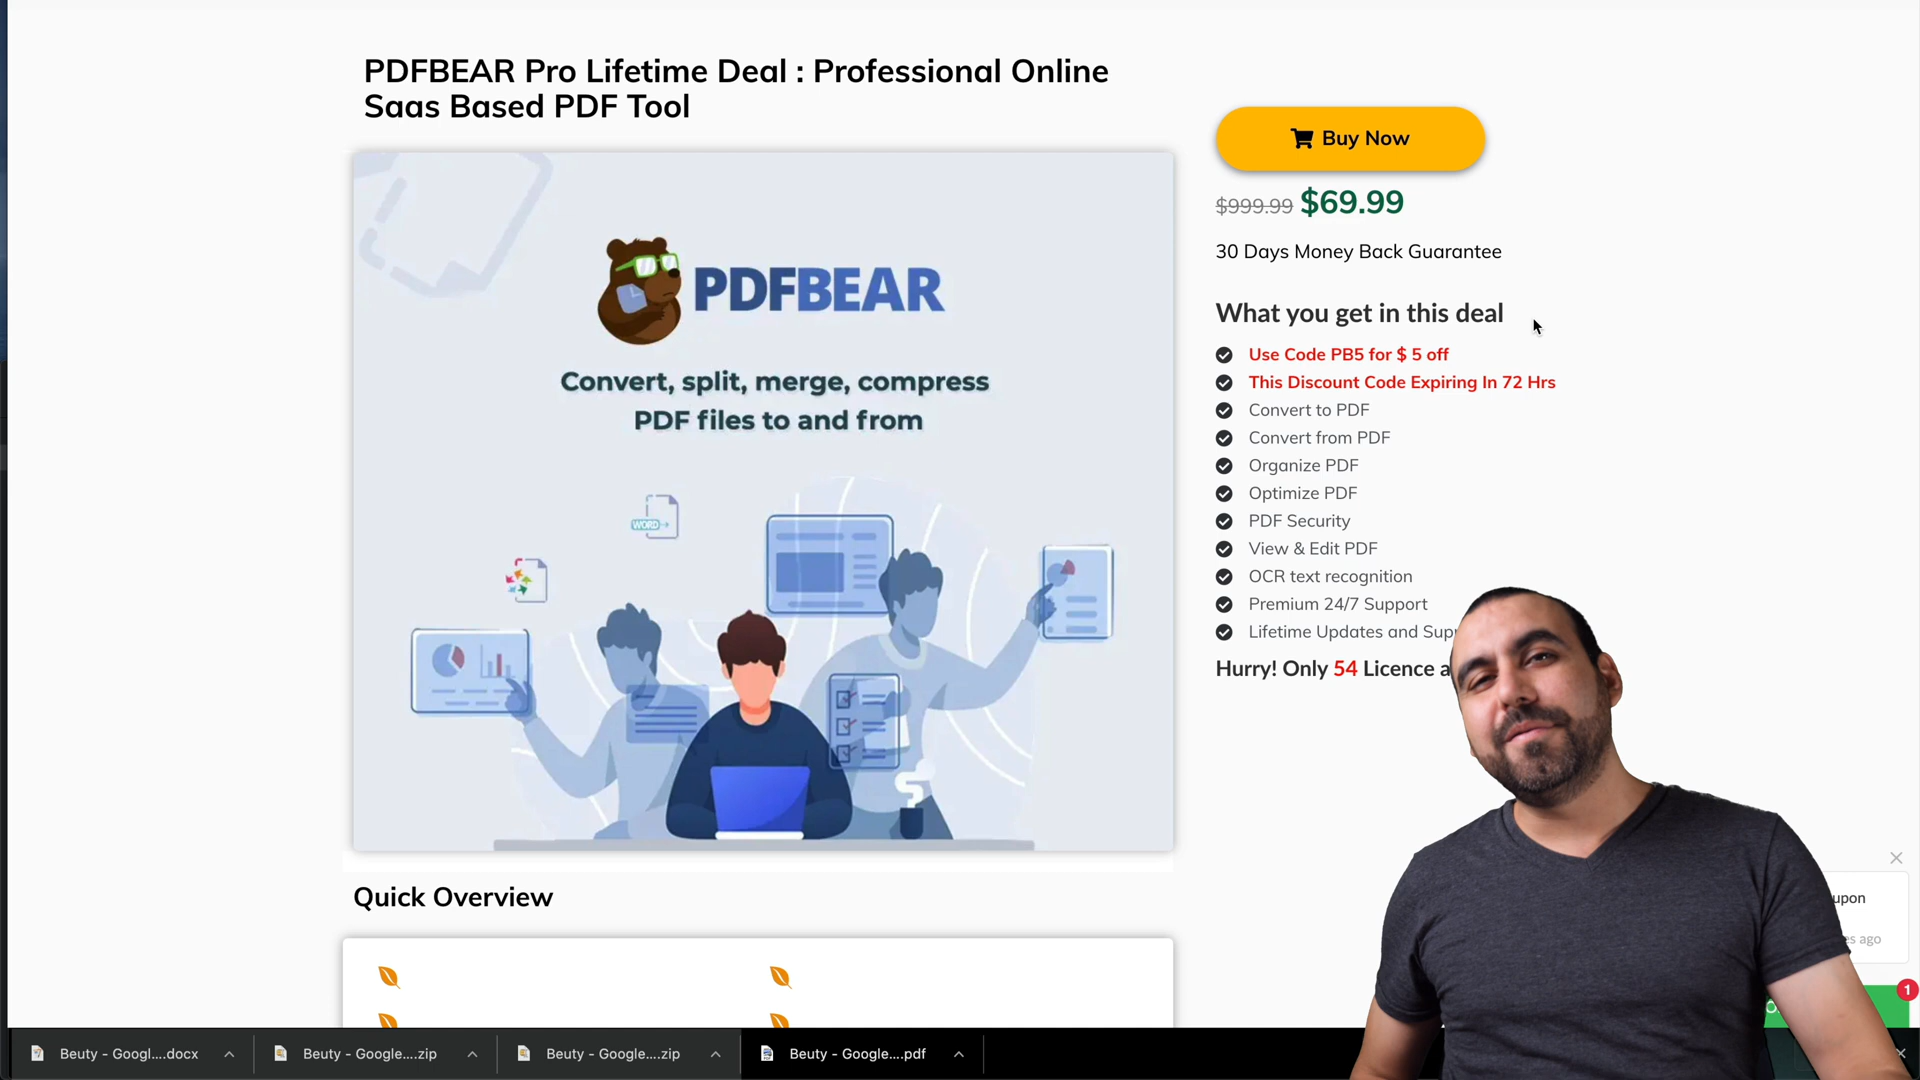 PDFBEAR Pro Lifetime Deal : Professional Online
Saas Based PDF Tool
PDFBEAR
Convert, split, merge, compress
PDF files to and from
WORD
Buy Now
$999.99 $69.99
30 Days Money Back Guarantee
What you get in this deal
Use Code PB5 for $ 5 off
This Discount Code Expiring In 72 Hrs
Convert to PDF
Convert from PDF
Organize PDF
Optimize PDF
PDF Security
View & Edit PDF
OCR text recognition
Premium 24/7 Support
Lifetime Updates and
Hurry! Only 54 Licence
Quick Overview
ago
1
Beuty - Googl....docx
Beuty - Google....zip
Beuty - Google....zip
Beuty - Google....pdf